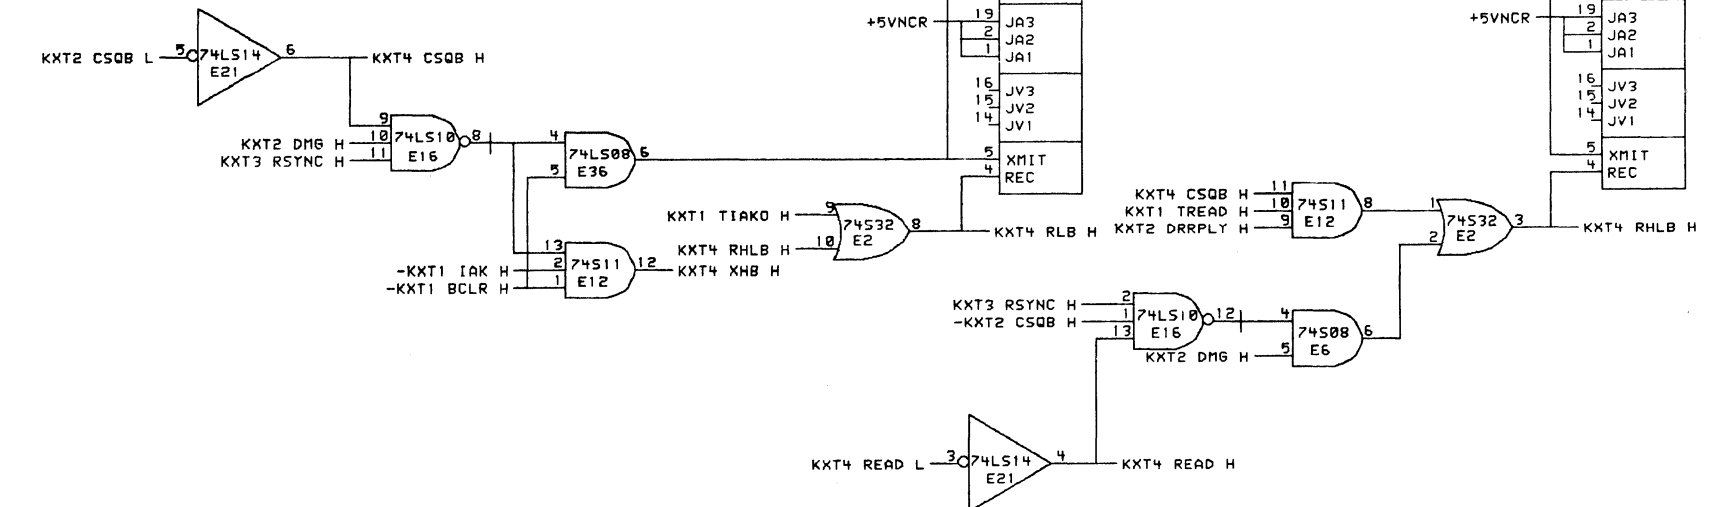 +5VNCR
19 JA3
2 JA2
1 JA1
16 JV3
15 JV2
14 JV1
5 XMIT
4 REC
+5VNCR
19 JA3
2 JA2
1 JA1
16 JV3
15 JV2
14 JV1
5 XMIT
4 REC
KXT2 CSQB L
5
74LS14
E21
6
KXT4 CSQB H
KXT2 DMG H
KXT3 RSYNC H
9
10
11
74LS10
E16
8
4
5
74LS08
E36
6
-KXT1 IAK H
-KXT1 BCLR H
13
2
1
74S11
E12
12
KXT4 XHB H
KXT1 TIAKO H
KXT4 RHLB H
9
10
74S32
E2
8
KXT4 RLB H
KXT4 CSQB H
KXT1 TREAD H
KXT2 DRRPLY H
11
10
9
74S11
E12
8
1
2
74S32
E2
3
KXT4 RHLB H
KXT3 RSYNC H
-KXT2 CSQB H
2
1
13
74LS10
E16
12
KXT2 DMG H
4
5
74S08
E6
6
KXT4 READ L
3
74LS14
E21
4
KXT4 READ H